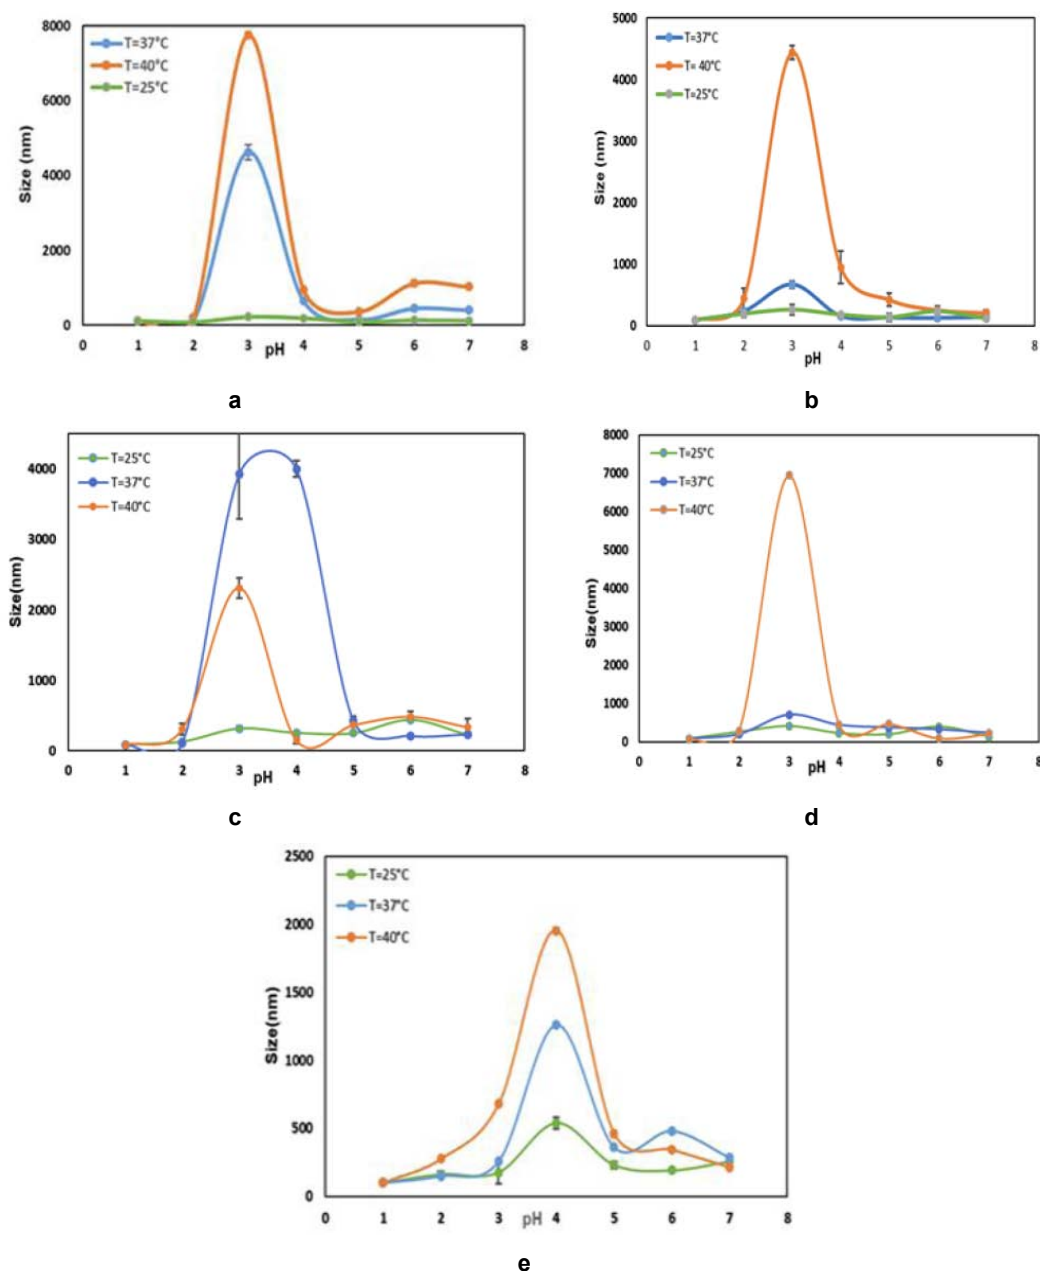 8000
6000
4000
2000
0
Size (nm)
T=37°C
T=40°C
T=25°C
0 1 2 3 4 5 6 7 8
pH
a
5000
4000
3000
2000
1000
0
Size (nm)
T=37°C
T= 40°C
T=25°C
0 1 2 3 4 5 6 7 8
pH
b
4000
3000
2000
1000
0
Size(nm)
T=25°C
T=37°C
T=40°C
0 1 2 3 4 5 6 7 8
pH
c
8000
7000
6000
5000
4000
3000
2000
1000
0
Size(nm)
T=25°C
T=37°C
T=40°C
0 1 2 3 4 5 6 7 8
pH
d
2500
2000
1500
1000
500
0
Size(nm)
T=25°C
T=37°C
T=40°C
0 1 2 3 pH 4 5 6 7 8
e